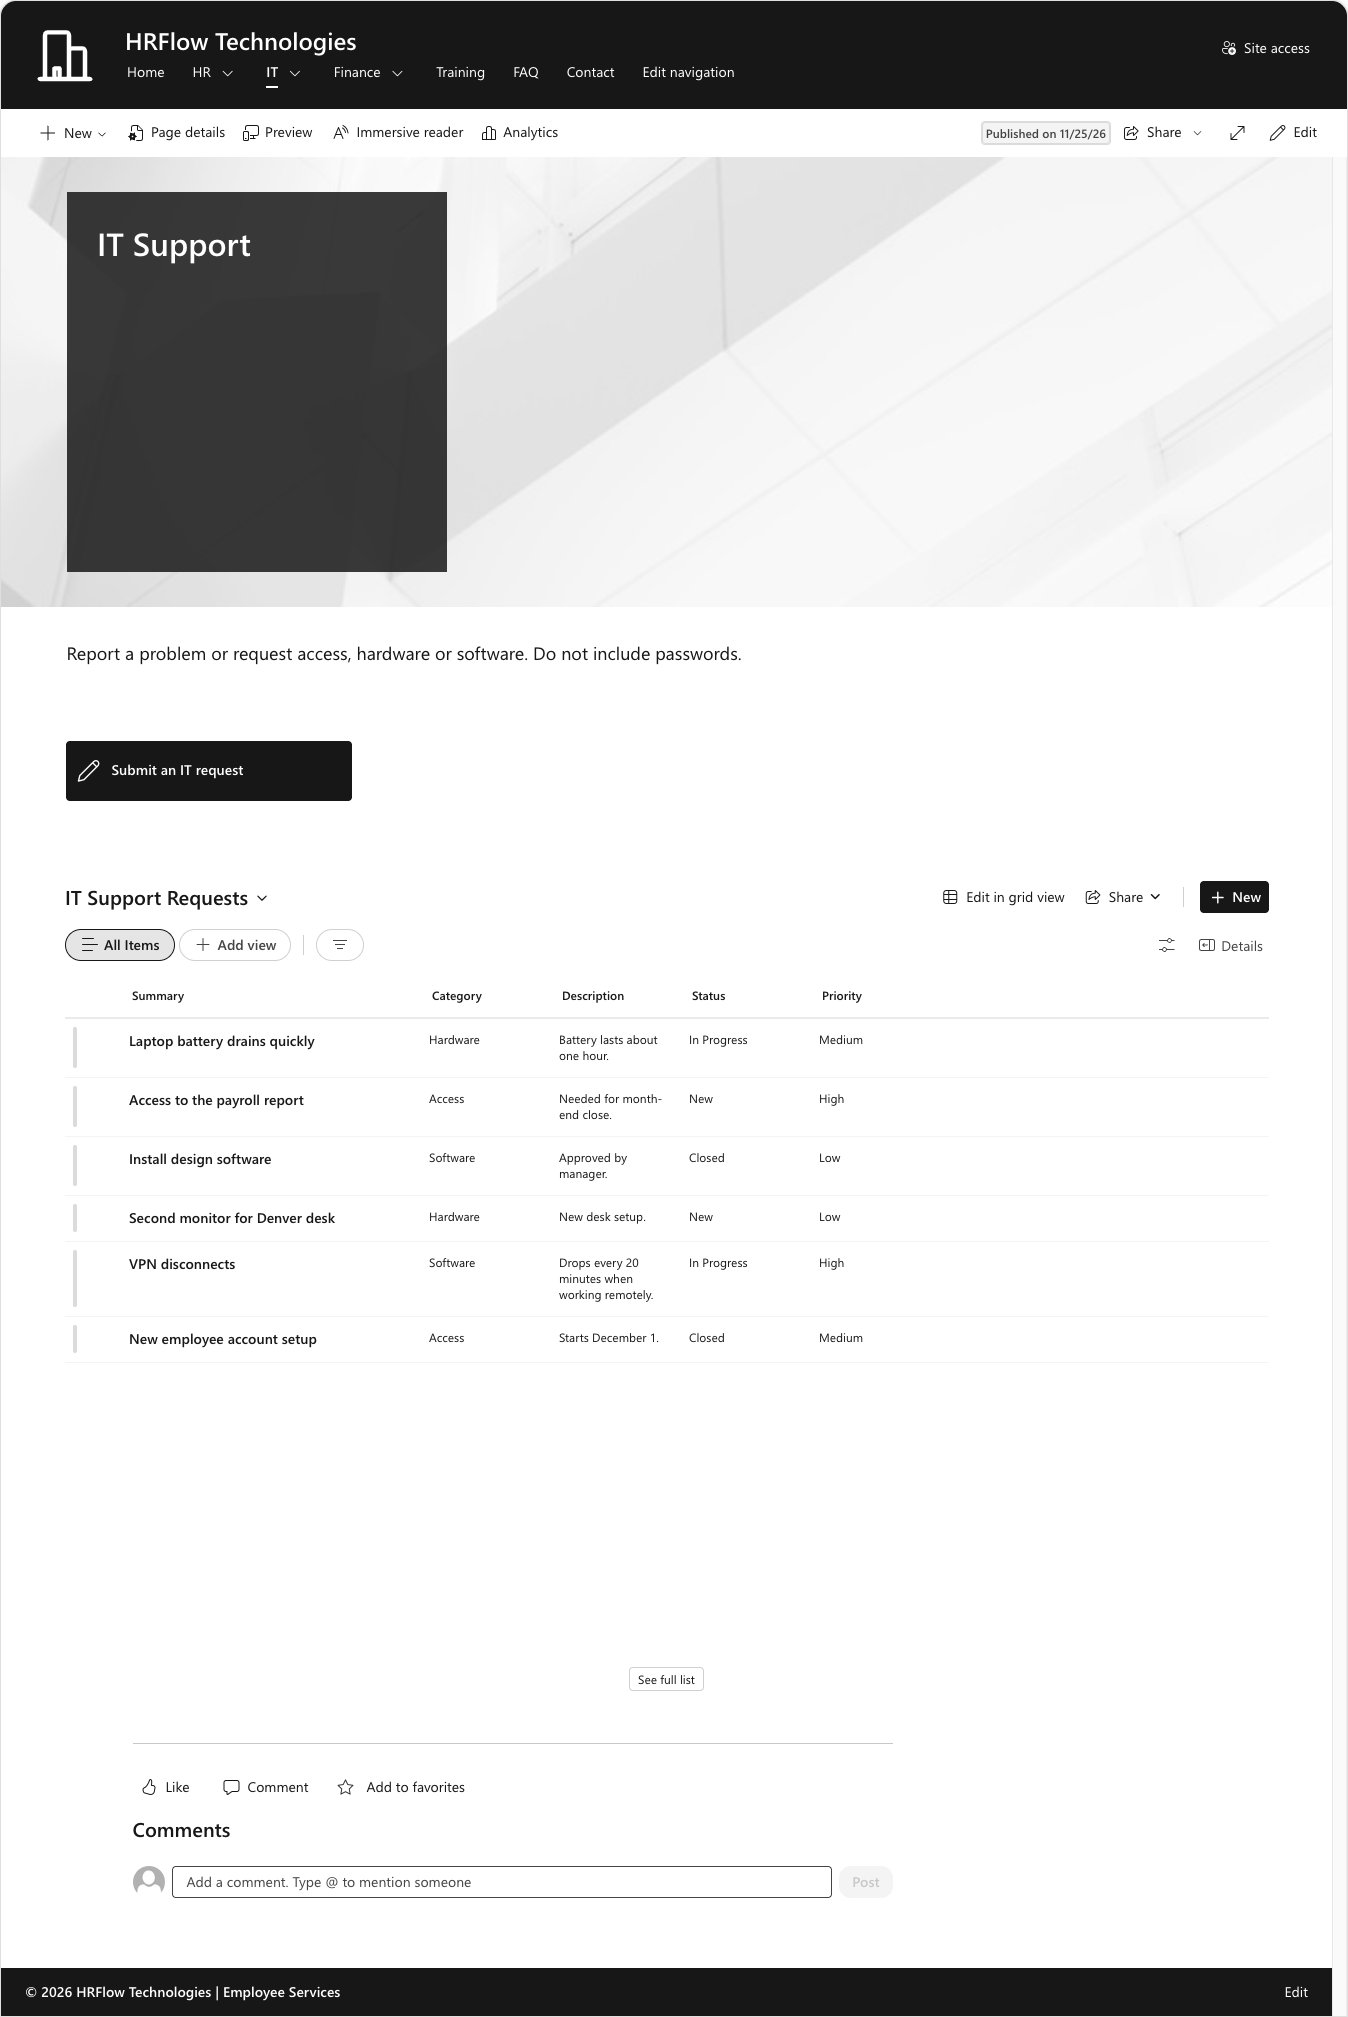 HRFlow Technologies
Home HR IT Finance Training FAQ Contact Edit navigation
Site access
New Page details Preview Immersive reader Analytics
Published on 11/25/26 Share Edit
IT Support
Report a problem or request access, hardware or software. Do not include passwords.
Submit an IT request
IT Support Requests
Edit in grid view Share New
All Items Add view
Details
Summary Category Description Status Priority
Laptop battery drains quickly Hardware Battery lasts about In Progress Medium
one hour.
Access to the payroll report Access Needed for month- New High
end close.
Install design software Software Approved by Closed Low
manager.
Second monitor for Denver desk Hardware New desk setup. New Low
VPN disconnects Software Drops every 20 In Progress High
minutes when
working remotely.
New employee account setup Access Starts December 1. Closed Medium
See full list
Like Comment Add to favorites
Comments
Add a comment. Type @ to mention someone Post
© 2026 HRFlow Technologies | Employee Services Edit